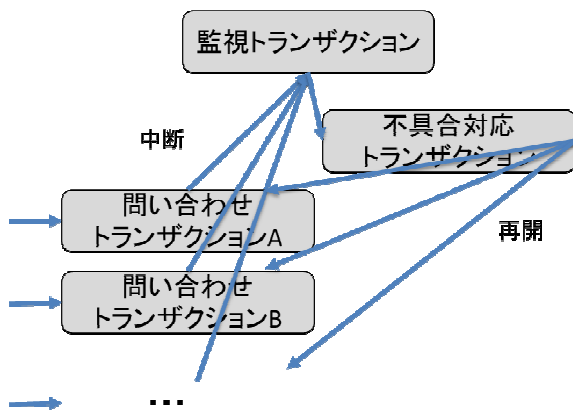 監視トランザクション
不具合対応
トランザクション
中断
問い合わせ
トランザクションA
再開
問い合わせ
トランザクションB
…